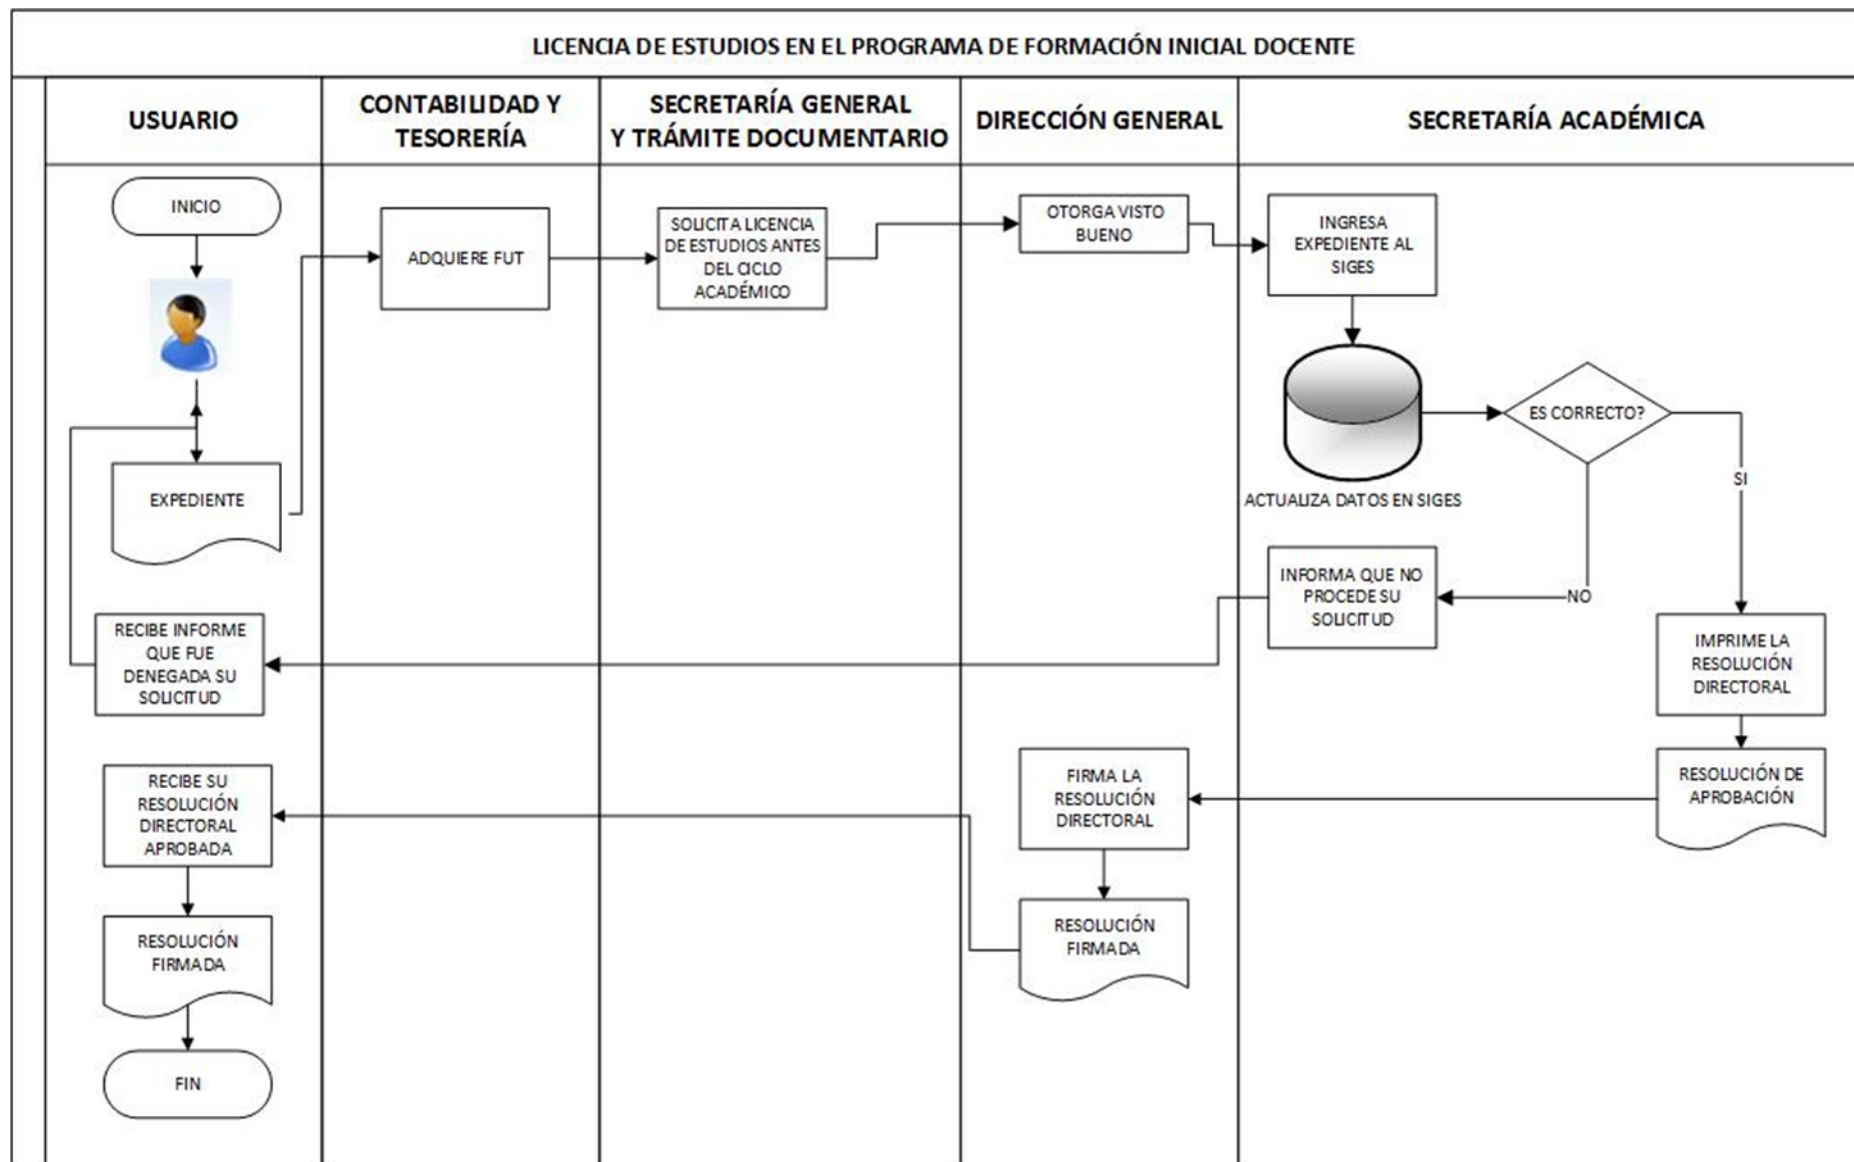 LICENCIA DE ESTUDIOS EN EL PROGRAMA DE FORMACIÓN INICIAL DOCENTE
USUARIO
CONTABILIDAD Y
TESORERÍA
SECRETARÍA GENERAL
Y TRÁMITE DOCUMENTARIO
DIRECCIÓN GENERAL
SECRETARÍA ACADÉMICA
INICIO
ADQUIERE FUT
SOLICITA LICENCIA
DE ESTUDIOS ANTES
DEL CICLO
ACADÉMICO
OTORGA VISTO
BUENO
INGRESA
EXPEDIENTE AL
SIGES
ES CORRECTO?
ACTUALIZA DATOS EN SIGES
SI
NO
EXPEDIENTE
INFORMA QUE NO
PROCEDE SU
SOLICITUD
RECIBE INFORME
QUE FUE
DENEGADA SU
SOLICITUD
IMPRIME LA
RESOLUCIÓN
DIRECTORAL
RESOLUCIÓN DE
APROBACIÓN
FIRMA LA
RESOLUCIÓN
DIRECTORAL
RESOLUCIÓN
FIRMADA
RECIBE SU
RESOLUCIÓN
DIRECTORAL
APROBADA
RESOLUCIÓN
FIRMADA
FIN